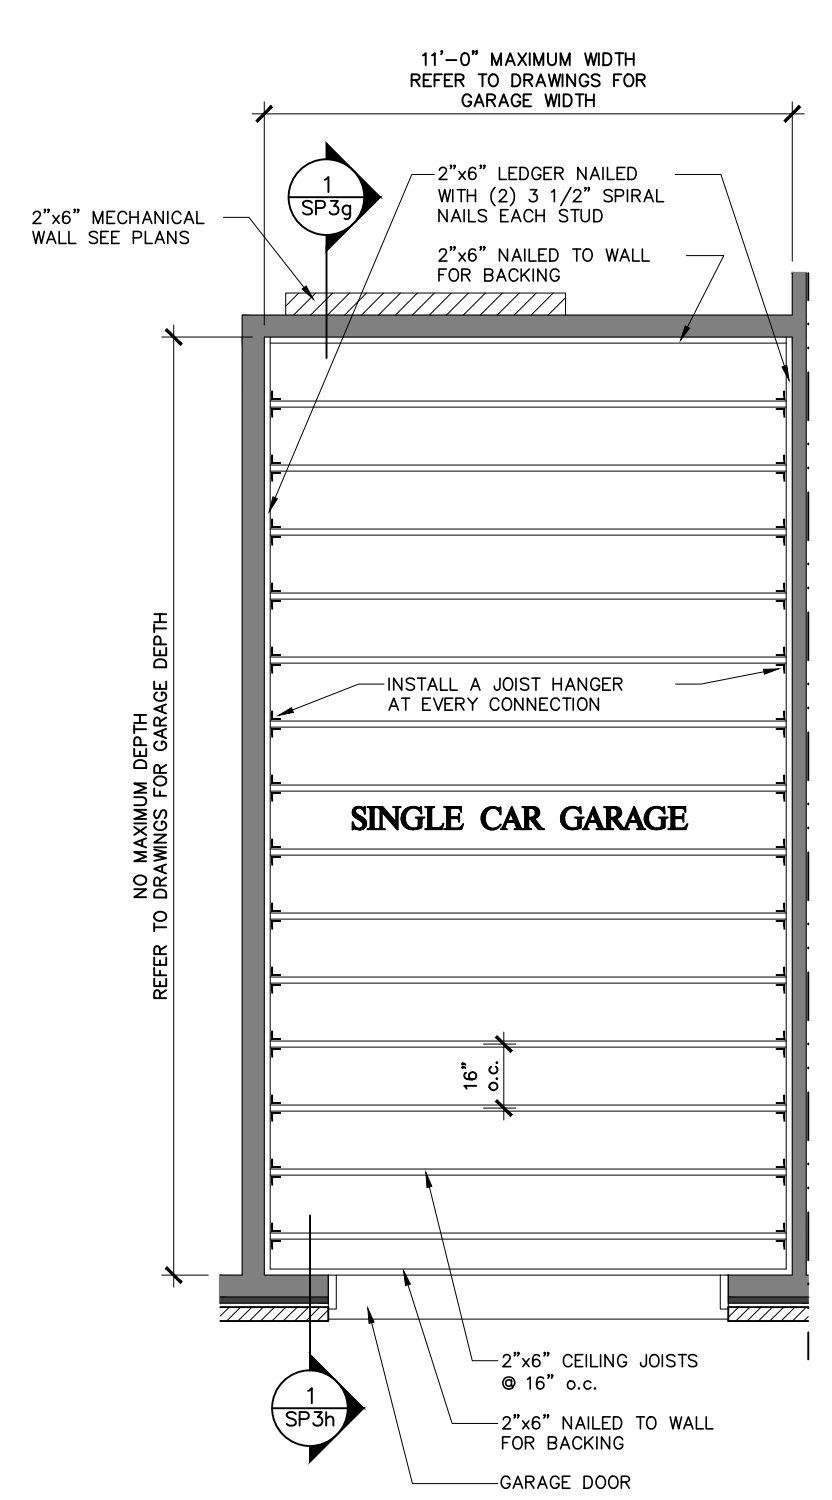 11'-0" MAXIMUM WIDTH
REFER TO DRAWINGS FOR
GARAGE WIDTH
1
SP3g
2"x6" LEDGER NAILED
WITH (2) 3 1/2" SPIRAL
NAILS EACH STUD
2"x6" MECHANICAL
WALL SEE PLANS
2"x6" NAILED TO WALL
FOR BACKING
NO MAXIMUM DEPTH
REFER TO DRAWINGS FOR GARAGE DEPTH
INSTALL A JOIST HANGER
AT EVERY CONNECTION
SINGLE CAR GARAGE
16"
o.c.
2"x6" CEILING JOISTS
@ 16" o.c.
1
SP3h
2"x6" NAILED TO WALL
FOR BACKING
GARAGE DOOR